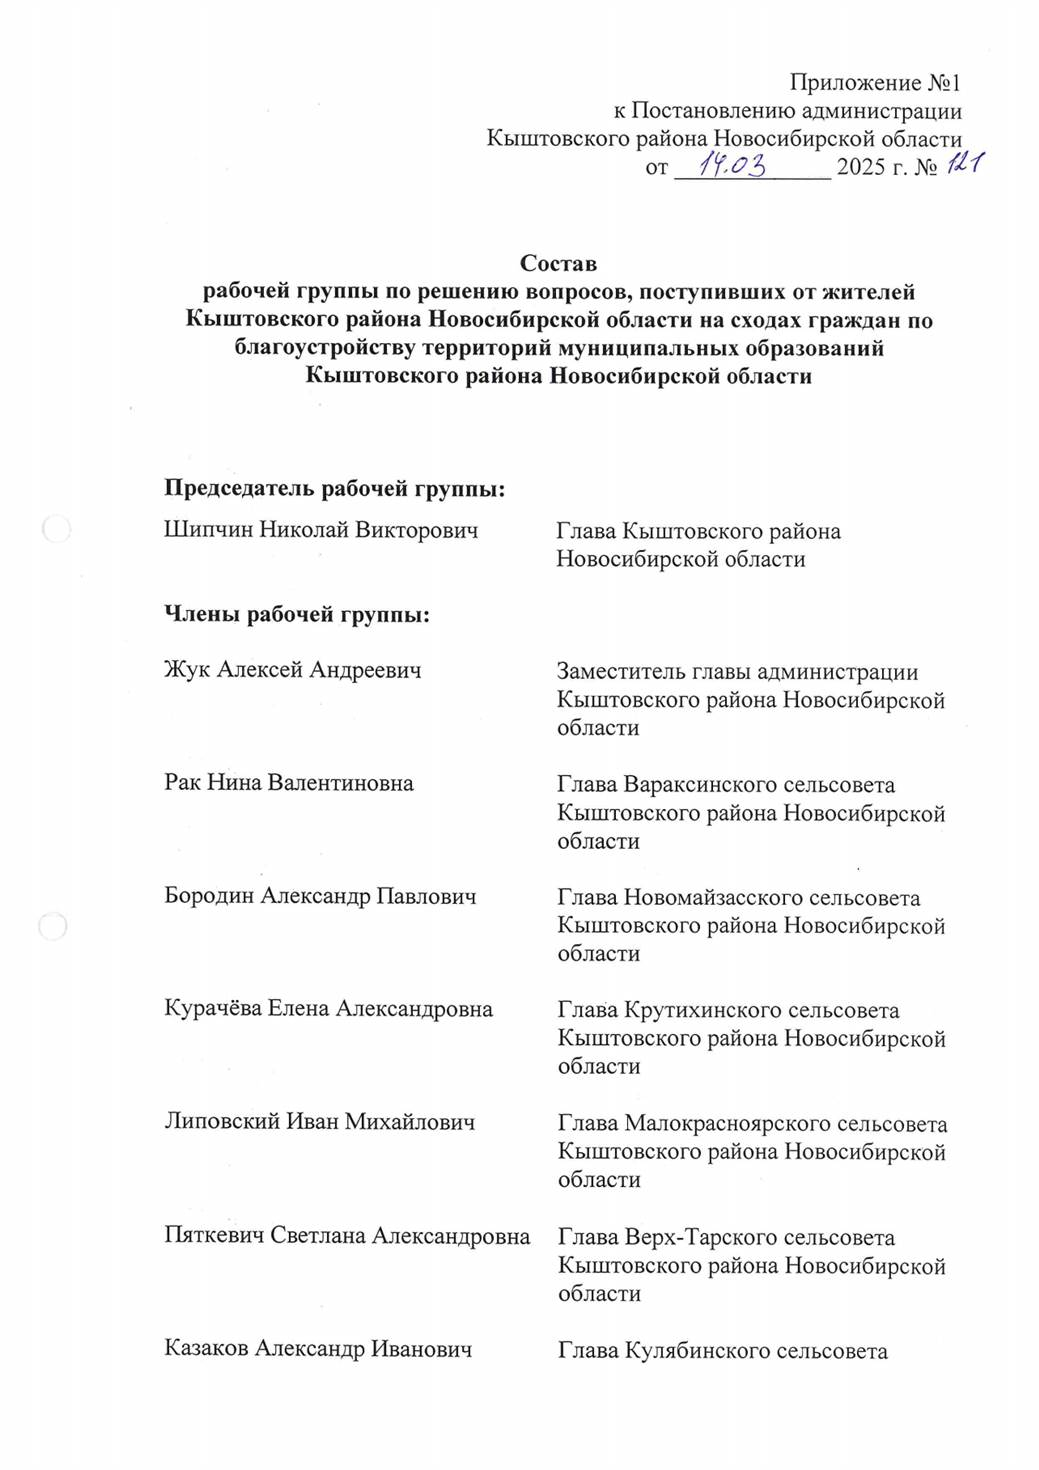 Приложение №1
к Постановлению администрации
Кыштовского района Новосибирской области
от 14.03 2025 г. № 121
Состав
рабочей группы по решению вопросов, поступивших от жителей
Кыштовского района Новосибирской области на сходах граждан по
благоустройству территорий муниципальных образований
Кыштовского района Новосибирской области
Председатель рабочей группы:
Шипчин Николай Викторович
Глава Кыштовского района
Новосибирской области
Члены рабочей группы:
Жук Алексей Андреевич
Заместитель главы администрации
Кыштовского района Новосибирской
области
Рак Нина Валентиновна
Глава Вараксинского сельсовета
Кыштовского района Новосибирской
области
Бородин Александр Павлович
Глава Новомайзасского сельсовета
Кыштовского района Новосибирской
области
Курачёва Елена Александровна
Глава Крутихинского сельсовета
Кыштовского района Новосибирской
области
Липовский Иван Михайлович
Глава Малокрасноярского сельсовета
Кыштовского района Новосибирской
области
Пяткевич Светлана Александровна
Глава Верх-Тарского сельсовета
Кыштовского района Новосибирской
области
Казаков Александр Иванович
Глава Кулябинского сельсовета